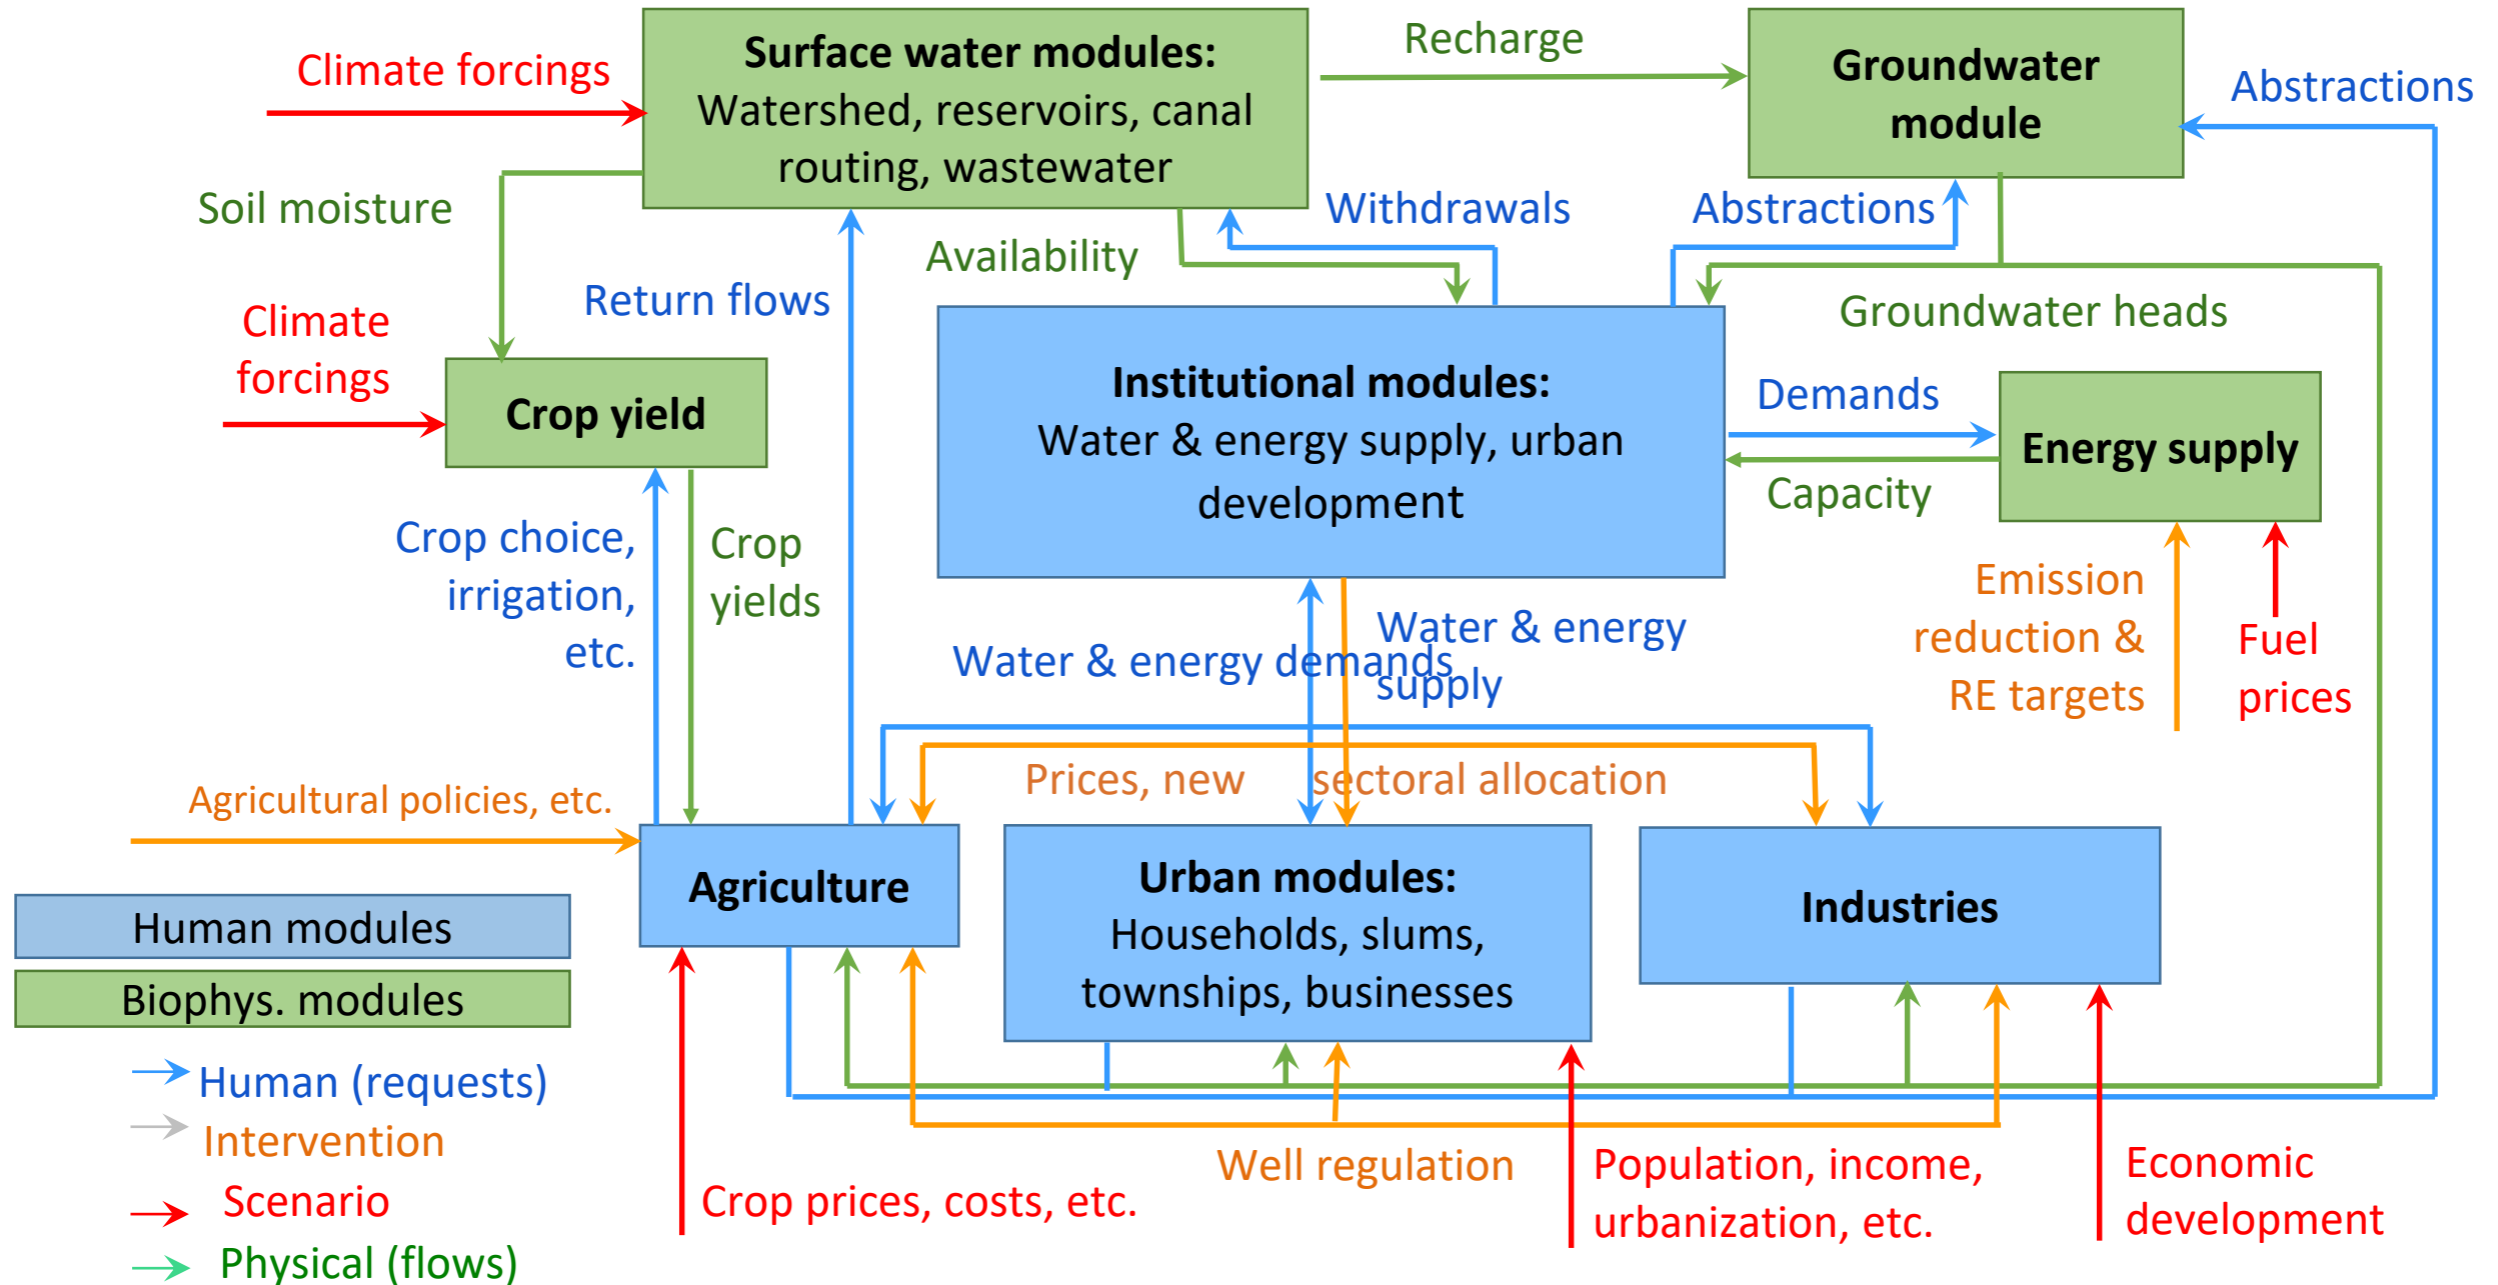 Climate forcings
Surface water modules:
Watershed, reservoirs, canal
routing, wastewater
Recharge
Groundwater
module
Abstractions
Soil moisture
Availability
Withdrawals
Abstractions
Return flows
Groundwater heads
Climate
forcings
Crop yield
Institutional modules:
Water & energy supply, urban
development
Demands
Capacity
Energy supply
Crop choice,
irrigation,
etc.
Crop
yields
Water & energy demands
Water & energy
supply
Emission
reduction &
RE targets
Fuel
prices
Agricultural policies, etc.
Prices, new sectoral allocation
Agriculture
Urban modules:
Households, slums,
townships, businesses
Industries
Human modules
Biophys. modules
Human (requests)
Intervention
Scenario
Physical (flows)
Crop prices, costs, etc.
Well regulation
Population, income,
urbanization, etc.
Economic
development